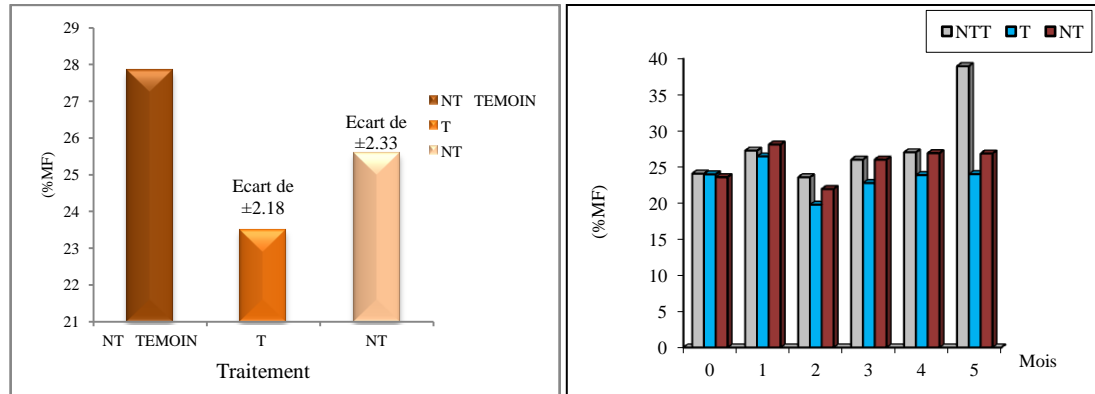 29
28
27
26
25
24
23
22
21
(%MF)
Ecart de
±2.18
Ecart de
±2.33
NT TEMOIN
T
NT
NT TEMOIN T NT
Traitement
NTT T NT
40
35
30
25
20
15
10
5
0
(%MF)
0 1 2 3 4 5
Mois